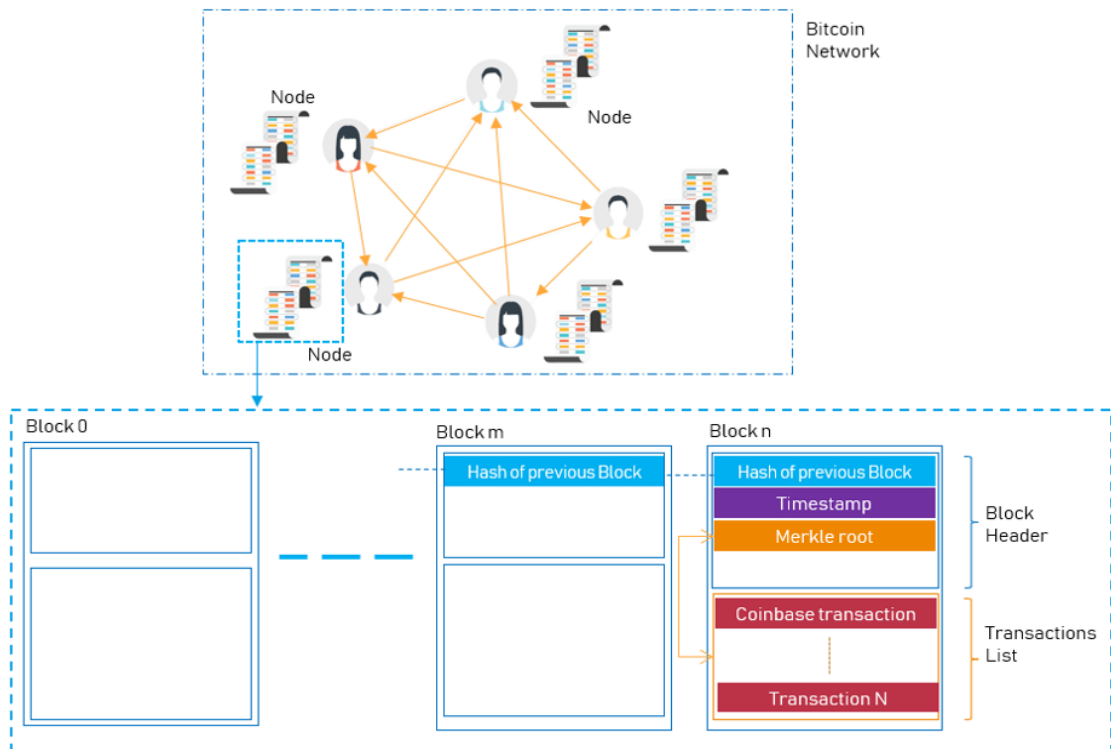 Bitcoin
Network
Node
Node
Node
Block 0
Block m
Block n
Hash of previous Block
Hash of previous Block
Timestamp
Merkle root
Block
Header
Coinbase transaction
Transactions
List
Transaction N